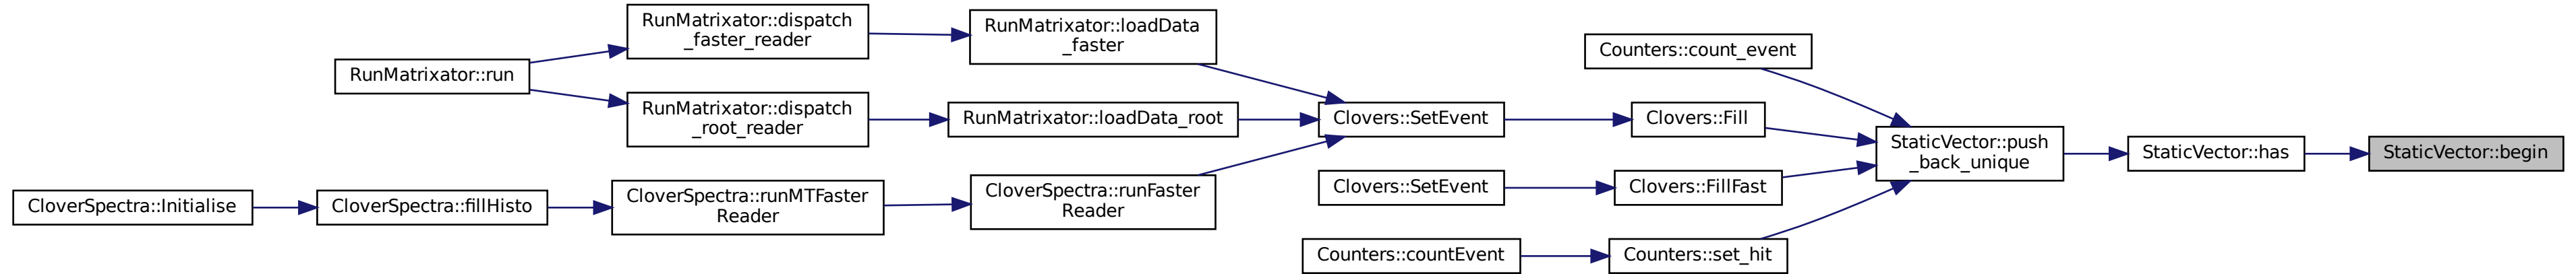 RunMatrixator::run
RunMatrixator::dispatch
_faster_reader
RunMatrixator::dispatch
_root_reader
RunMatrixator::loadData
_faster
RunMatrixator::loadData_root
Clovers::SetEvent
Clovers::Fill
Counters::count_event
StaticVector::push
_back_unique
StaticVector::has
StaticVector::begin
CloverSpectra::Initialise
CloverSpectra::fillHisto
CloverSpectra::runMTFaster
Reader
CloverSpectra::runFaster
Reader
Clovers::SetEvent
Clovers::FillFast
Counters::countEvent
Counters::set_hit